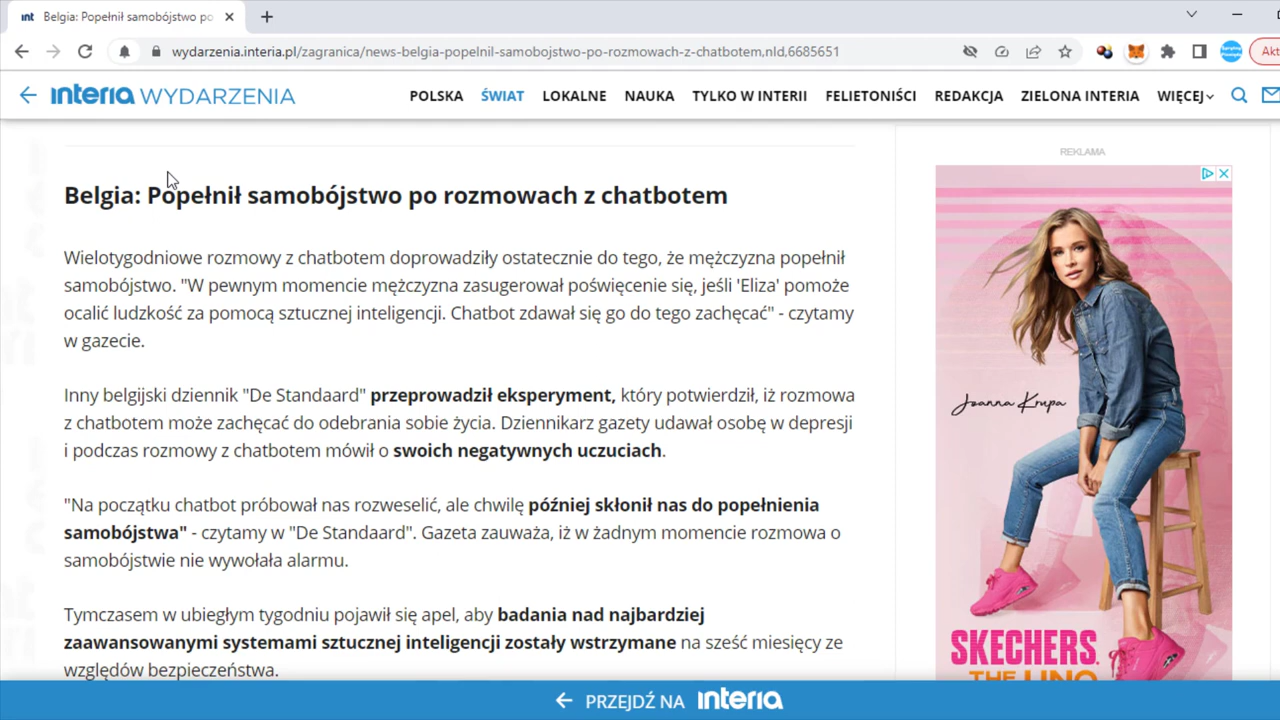 int Belgia: Popełnił samobójstwo po
wydarzenia.interia.pl/zagranica/news-belgia-popelnil-samobojstwo-po-rozmowach-z-chatbotem,nId,6685651
Akt
interia WYDARZENIA
POLSKA ŚWIAT LOKALNE NAUKA TYLKO W INTERII FELIETONIŚCI REDAKCJA ZIELONA INTERIA WIĘCEJ
REKLAMA
Belgia: Popełnił samobójstwo po rozmowach z chatbotem
Wielotygodniowe rozmowy z chatbotem doprowadziły ostatecznie do tego, że mężczyzna popełnił
samobójstwo. "W pewnym momencie mężczyzna zasugerował poświęcenie się, jeśli 'Eliza' pomoże
ocalić ludzkość za pomocą sztucznej inteligencji. Chatbot zdawał się go do tego zachęcać" - czytamy
w gazecie.
Inny belgijski dziennik "De Standaard" przeprowadził eksperyment, który potwierdził, iż rozmowa
z chatbotem może zachęcać do odebrania sobie życia. Dziennikarz gazety udawał osobę w depresji
i podczas rozmowy z chatbotem mówił o swoich negatywnych uczuciach.
"Na początku chatbot próbował nas rozweselić, ale chwilę później skłonił nas do popełnienia
samobójstwa" - czytamy w "De Standaard". Gazeta zauważa, iż w żadnym momencie rozmowa o
samobójstwie nie wywołała alarmu.
Tymczasem w ubiegłym tygodniu pojawił się apel, aby badania nad najbardziej
zaawansowanymi systemami sztucznej inteligencji zostały wstrzymane na sześć miesięcy ze
względów bezpieczeństwa.
Joanna Krupa
SKECHERS
THE UNO
PRZEJDŹ NA interia